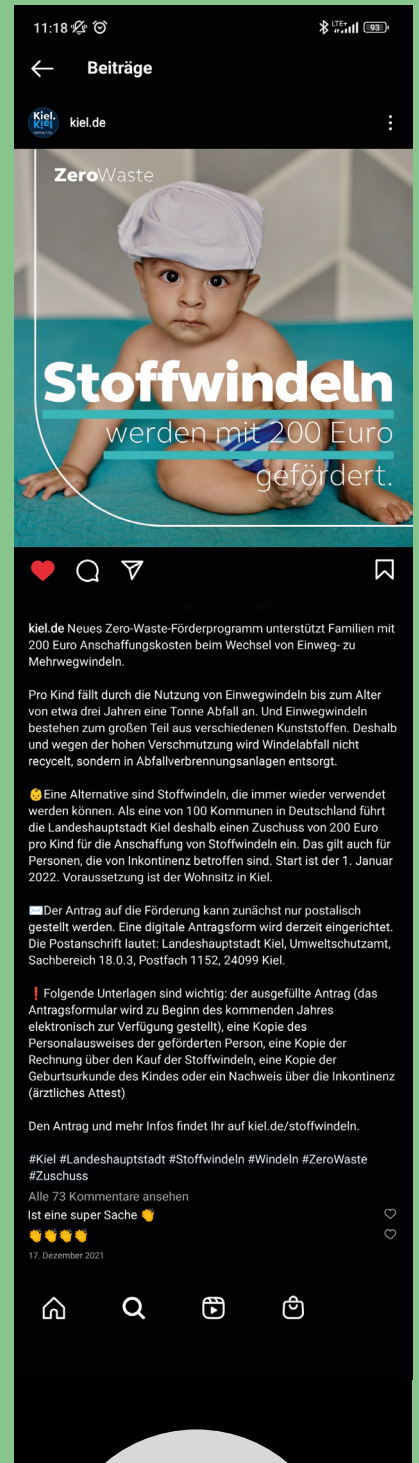 11:18
LTE+
93
Beiträge
Kiel.
kiel.de
ZeroWaste
Stoffwindeln
werden mit 200 Euro
gefördert.
kiel.de Neues Zero-Waste-Förderprogramm unterstützt Familien mit
200 Euro Anschaffungskosten beim Wechsel von Einweg- zu
Mehrwegwindeln.
Pro Kind fällt durch die Nutzung von Einwegwindeln bis zum Alter
von etwa drei Jahren eine Tonne Abfall an. Und Einwegwindeln
bestehen zum großen Teil aus verschiedenen Kunststoffen. Deshalb
und wegen der hohen Verschmutzung wird Windelabfall nicht
recycelt, sondern in Abfallverbrennungsanlagen entsorgt.
👶Eine Alternative sind Stoffwindeln, die immer wieder verwendet
werden können. Als eine von 100 Kommunen in Deutschland führt
die Landeshauptstadt Kiel deshalb einen Zuschuss von 200 Euro
pro Kind für die Anschaffung von Stoffwindeln ein. Das gilt auch für
Personen, die von Inkontinenz betroffen sind. Start ist der 1. Januar
2022. Voraussetzung ist der Wohnsitz in Kiel.
✉️Der Antrag auf die Förderung kann zunächst nur postalisch
gestellt werden. Eine digitale Antragsform wird derzeit eingerichtet.
Die Postanschrift lautet: Landeshauptstadt Kiel, Umweltschutzamt,
Sachbereich 18.0.3, Postfach 1152, 24099 Kiel.
❗Folgende Unterlagen sind wichtig: der ausgefüllte Antrag (das
Antragsformular wird zu Beginn des kommenden Jahres
elektronisch zur Verfügung gestellt), eine Kopie des
Personalausweises der geförderten Person, eine Kopie der
Rechnung über den Kauf der Stoffwindeln, eine Kopie der
Geburtsurkunde des Kindes oder ein Nachweis über die Inkontinenz
(ärztliches Attest)
Den Antrag und mehr Infos findet Ihr auf kiel.de/stoffwindeln.
#Kiel #Landeshauptstadt #Stoffwindeln #Windeln #ZeroWaste
#Zuschuss
Alle 73 Kommentare ansehen
Ist eine super Sache 👏
👏👏👏👏
17. Dezember 2021